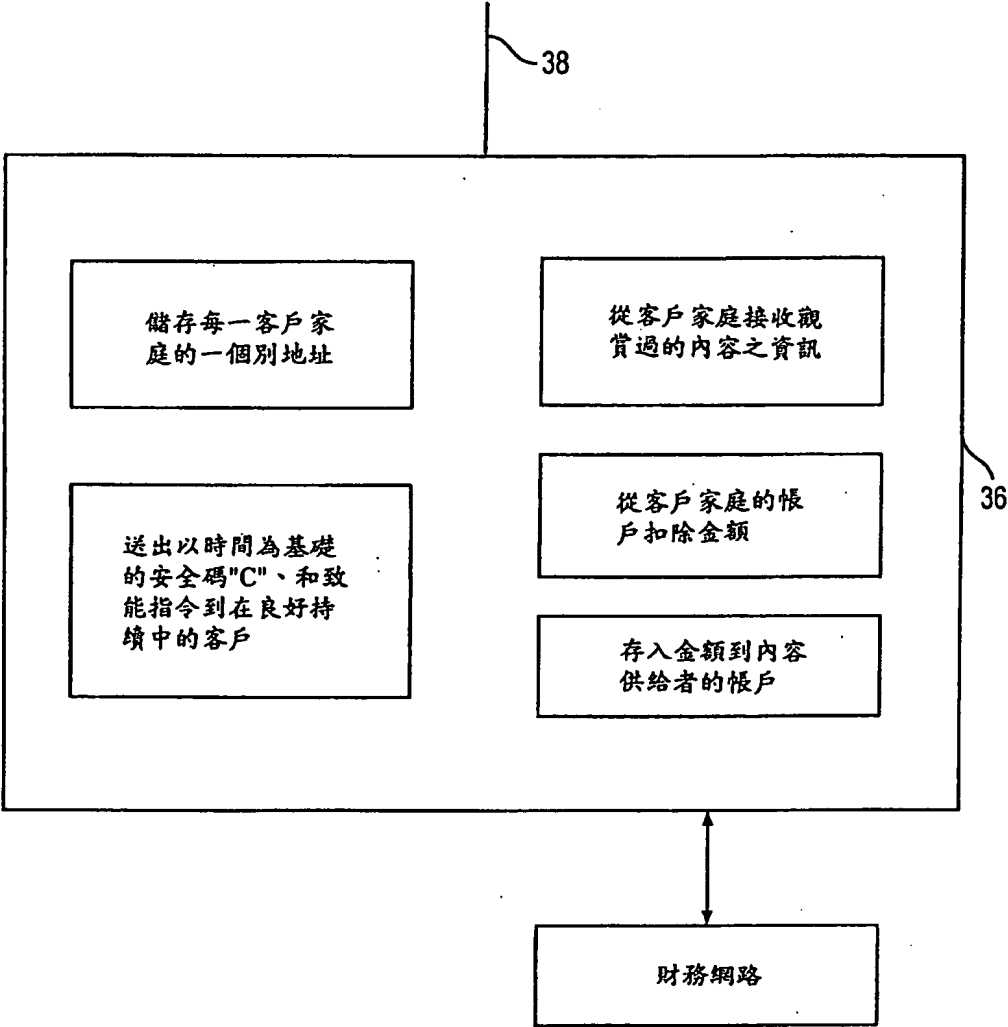 38
儲存每一客戶家
庭的一個別地址
從客戶家庭接收觀
賞過的內容之資訊
36
從客戶家庭的帳
戶扣除金額
送出以時間為基礎
的安全碼"C"、和致
能指令到在良好持
續中的客戶
存入金額到內容
供給者的帳戶
財務網路